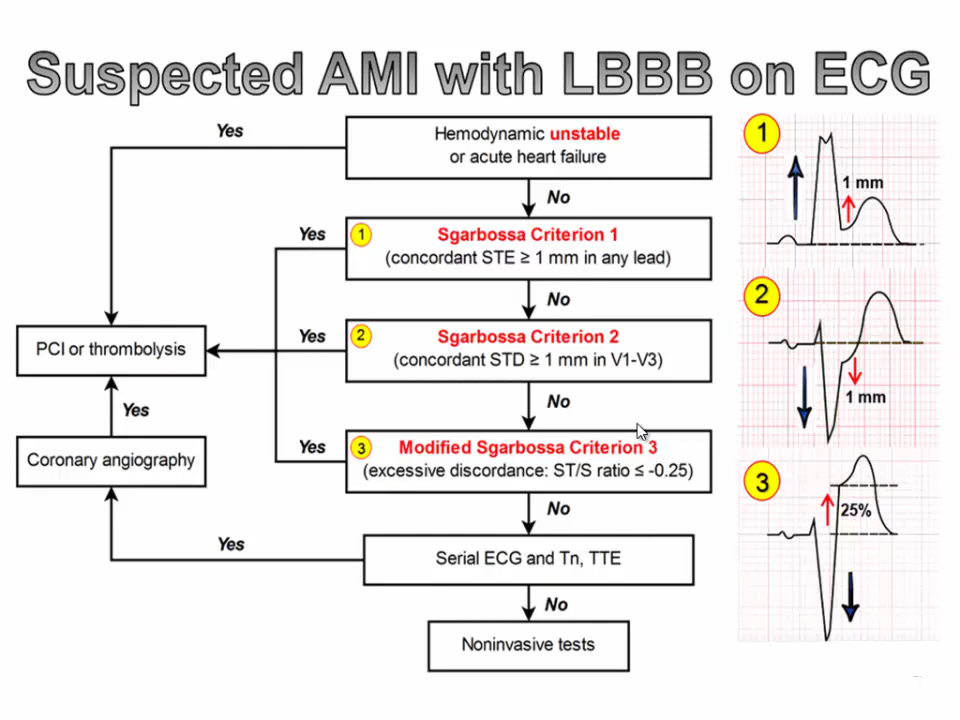 Suspected AMI with LBBB on ECG
Yes
Hemodynamic unstable
or acute heart failure
No
Yes
1
Sgarbossa Criterion 1
(concordant STE ≥ 1 mm in any lead)
No
Yes
2
Sgarbossa Criterion 2
(concordant STD ≥ 1 mm in V1-V3)
PCI or thrombolysis
No
Yes
Yes
3
Modified Sgarbossa Criterion 3
(excessive discordance: ST/S ratio ≤ -0.25)
Coronary angiography
No
Yes
Serial ECG and Tn, TTE
No
Noninvasive tests
1
1 mm
2
1 mm
3
25%